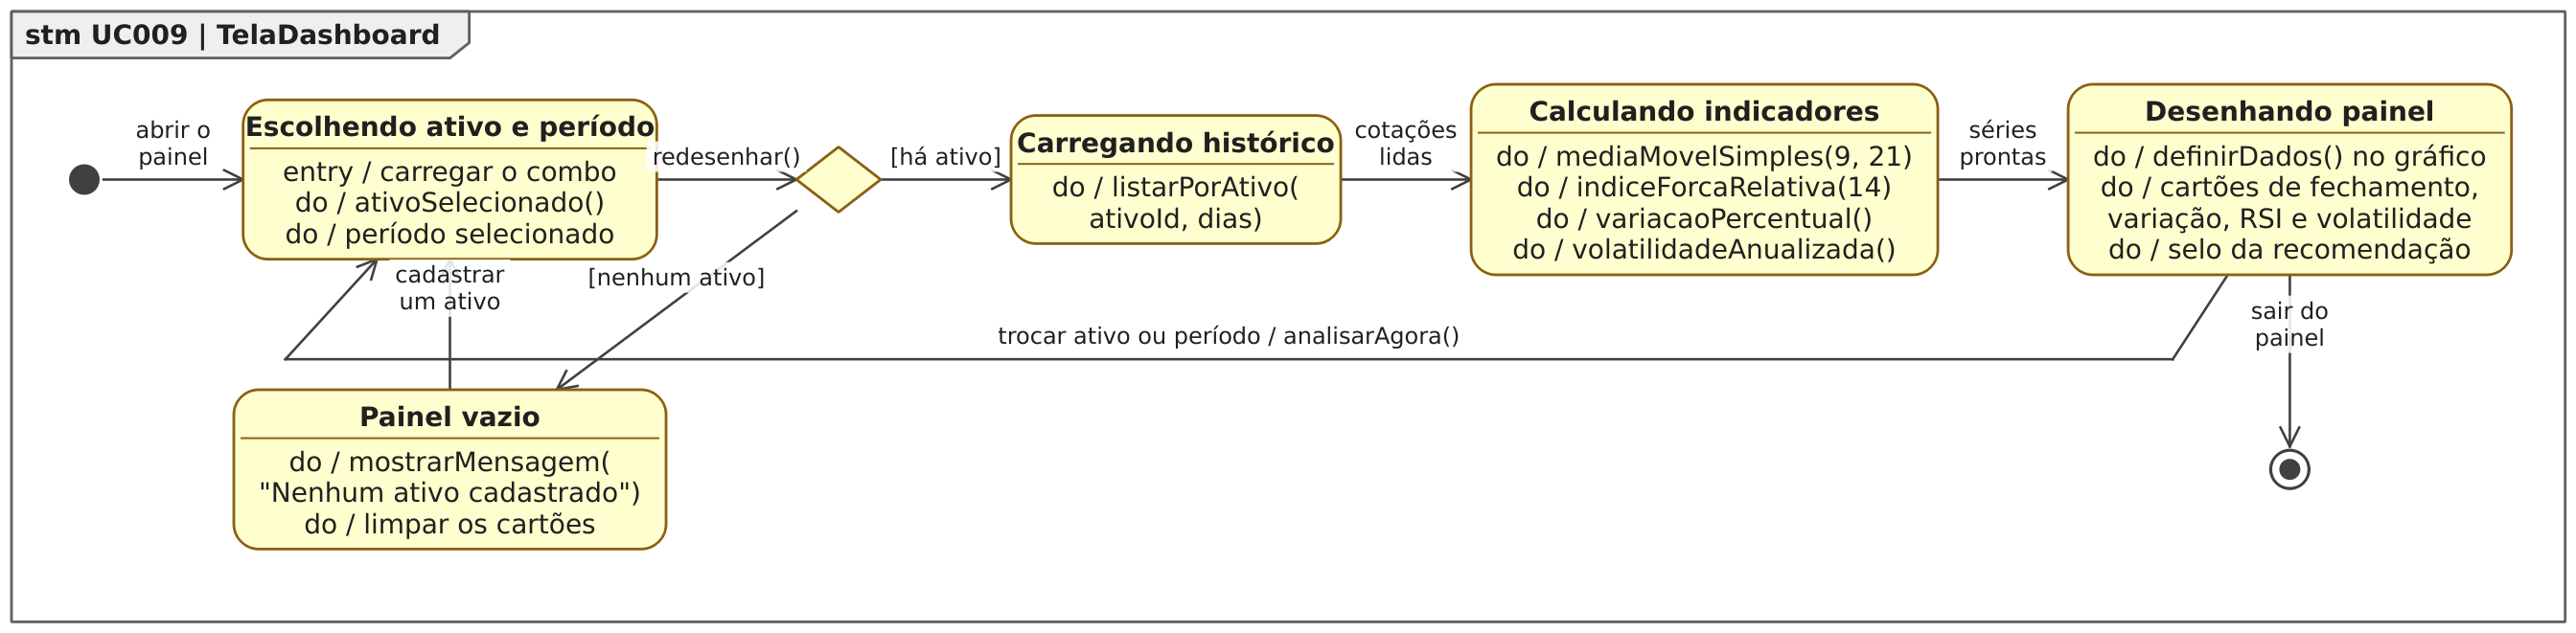 stm UC009 | TelaDashboard
abrir o
painel
Escolhendo ativo e período
entry / carregar o combo
do / ativoSelecionado()
do / período selecionado
redesenhar()
[há ativo]
Carregando histórico
do / listarPorAtivo(
ativoId, dias)
cotações
lidas
Calculando indicadores
do / mediaMovelSimples(9, 21)
do / indiceForcaRelativa(14)
do / variacaoPercentual()
do / volatilidadeAnualizada()
séries
prontas
Desenhando painel
do / definirDados() no gráfico
do / cartões de fechamento,
variação, RSI e volatilidade
do / selo da recomendação
cadastrar
um ativo
[nenhum ativo]
trocar ativo ou período / analisarAgora()
sair do
painel
Painel vazio
do / mostrarMensagem(
"Nenhum ativo cadastrado")
do / limpar os cartões